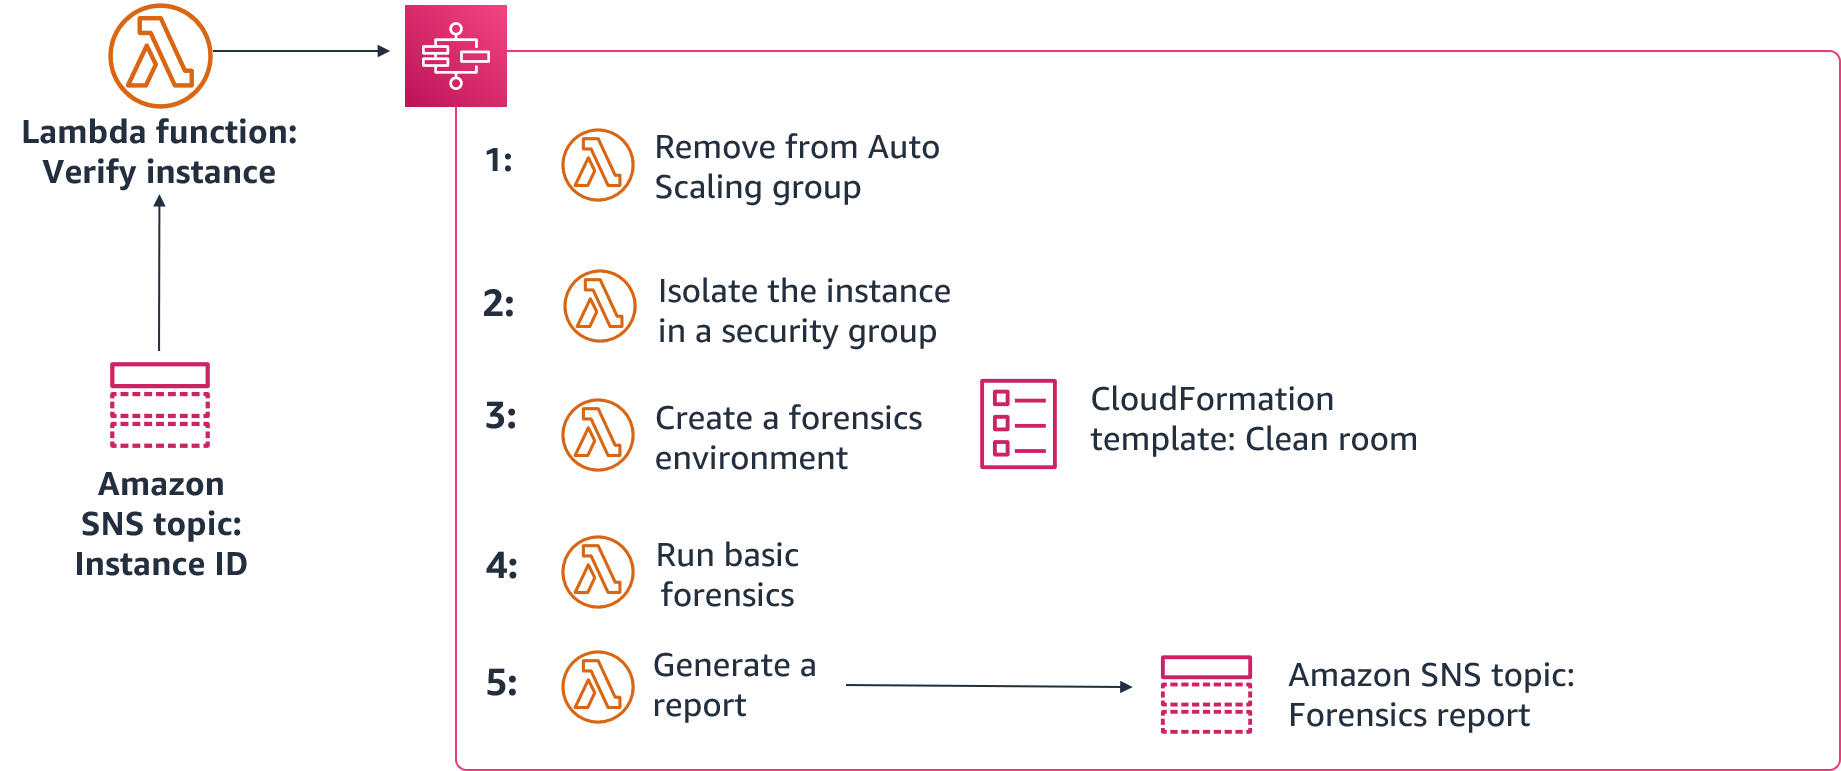 Lambda function:
Verify instance
Amazon
SNS topic:
Instance ID
1:
Remove from Auto
Scaling group
2:
Isolate the instance
in a security group
3:
Create a forensics
environment
CloudFormation
template: Clean room
4:
Run basic
forensics
5:
Generate a
report
Amazon SNS topic:
Forensics report